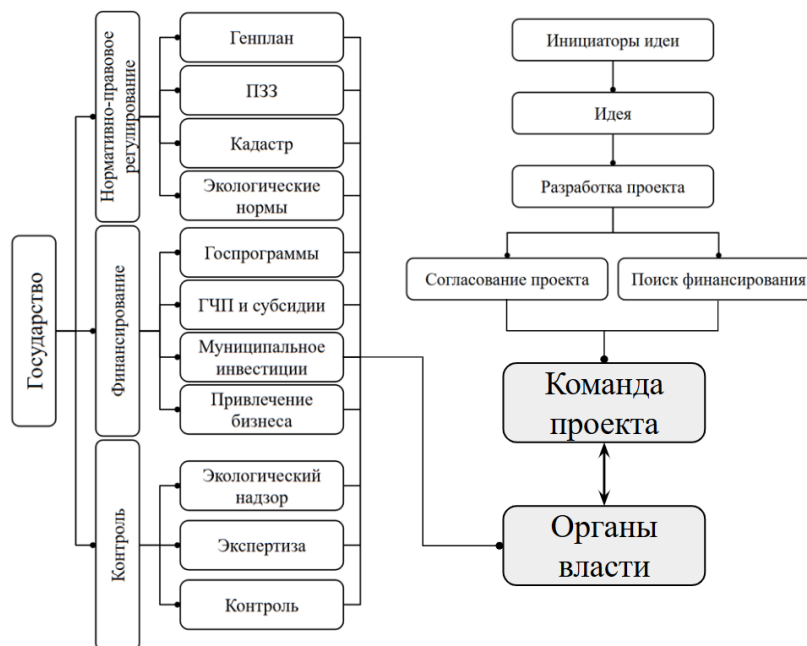 Государство
Нормативно-правовое
регулирование
Генплан
ПЗЗ
Кадастр
Экологические
нормы
Финансирование
Госпрограммы
ГЧП и субсидии
Муниципальное
инвестиции
Привлечение
бизнеса
Контроль
Экологический
надзор
Экспертиза
Контроль
Инициаторы идеи
Идея
Разработка проекта
Согласование проекта
Поиск финансирования
Команда
проекта
Органы
власти